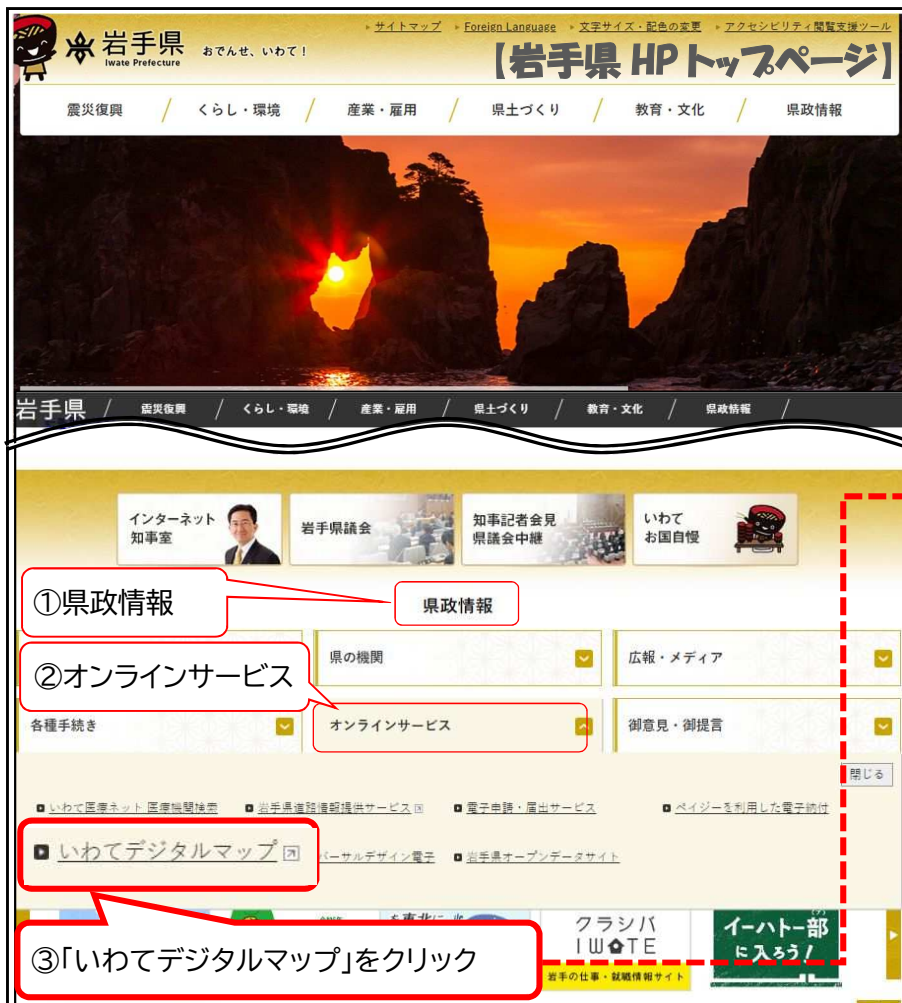 サイトマップ Foreign Language 文字サイズ・配色の変更 アクセシビリティ閲覧支援ツール
岩手県 おでんせ、いわて!
Iwate Prefecture
【岩手県 HP トップページ】
震災復興 くらし・環境 産業・雇用 県土づくり 教育・文化 県政情報
岩手県 震災復興 くらし・環境 産業・雇用 県土づくり 教育・文化 県政情報
インターネット
知事室
岩手県議会
知事記者会見
県議会中継
いわて
お国自慢
①県政情報
県政情報
県の機関 広報・メディア
②オンラインサービス
各種手続き オンラインサービス 御意見・御提言
閉じる
いわて医療ネット 医療機関検索 岩手県道路情報提供サービス 電子申請・届出サービス ペイジーを利用した電子納付
いわてデジタルマップ バーサルデザイン電子 岩手県オープンデータサイト
クラシバ
IWATE
岩手の仕事・就職情報サイト
イーハトー部
に入ろう!
③「いわてデジタルマップ」をクリック